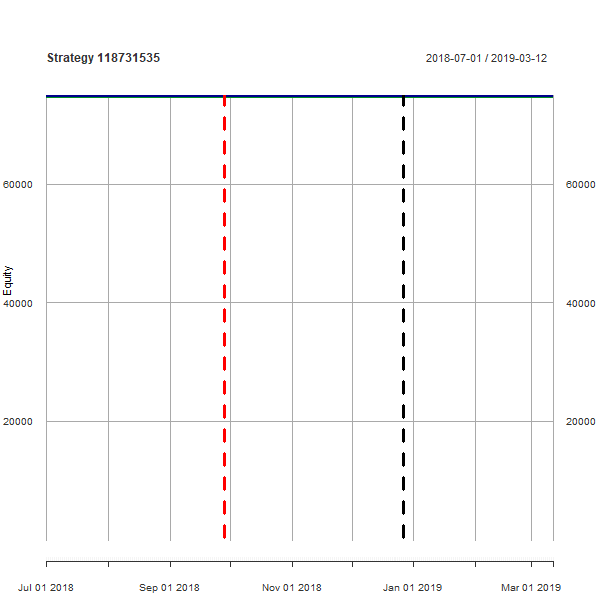 Strategy 118731535
2018-07-01 / 2019-03-12
60000
60000
Equity
40000
40000
20000
20000
Jul 01 2018
Sep 01 2018
Nov 01 2018
Jan 01 2019
Mar 01 2019